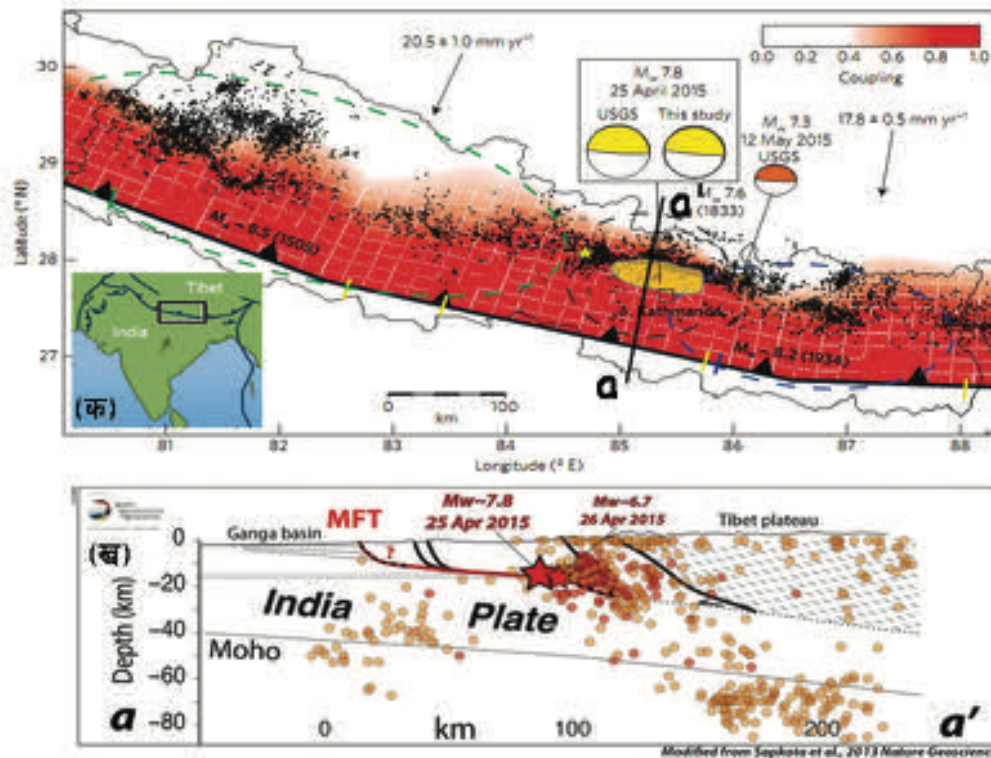 20.5 ± 1.0 mm yr⁻¹
0.0 0.2 0.4 0.6 0.8 1.0
Coupling
Mw 7.8
25 April 2015
USGS This study
Mw 7.3
12 May 2015
USGS
17.8 ± 0.5 mm yr⁻¹
a'
Mw 7.6
(1833)
30
29
28
27
Latitude (°N)
Mw ~ 8.5 (1505)
Kathmandu
Mw ~ 8.2 (1934)
Tibet
India
(क)
a
0 100
km
81 82 83 84 85 86 87 88
Longitude (°E)
Mw~7.8
25 Apr 2015
Mw~6.7
26 Apr 2015
Tibet plateau
MFT
Ganga basin
(ख)
?
0
-20
-40
-60
-80
Depth (km)
India Plate
Moho
a 0 km 100 200 a'
Modified from Sapkota et al., 2013 Nature Geoscience